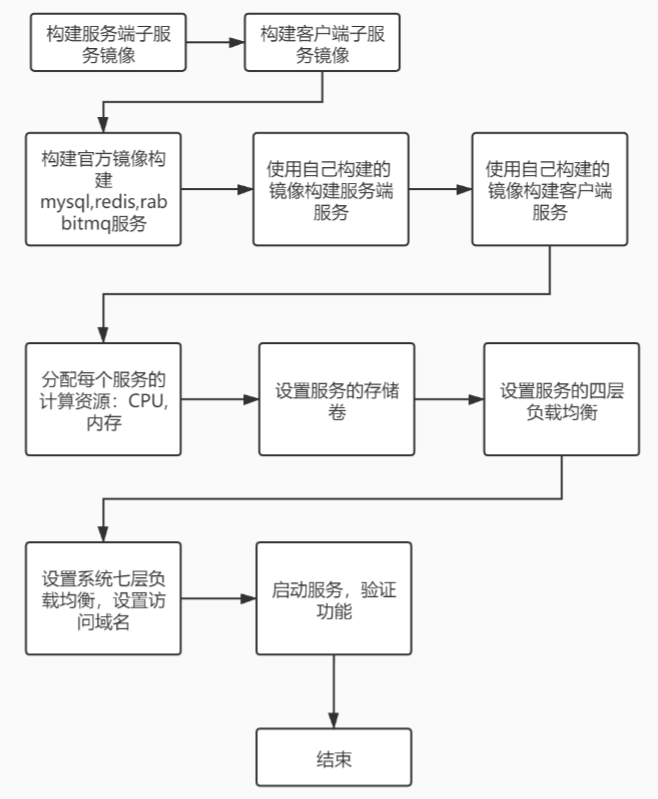 构建服务端子服
务镜像
构建客户端子服
务镜像
构建官方镜像构
建
mysql,redis,rab
bitmq服务
使用自己构建的
镜像构建服务端
服务
使用自己构建的
镜像构建客户端
服务
分配每个服务的
计算资源：CPU,
内存
设置服务的存储
卷
设置服务的四层
负载均衡
设置系统七层负
载均衡，设置访
问域名
启动服务，验证
功能
结束